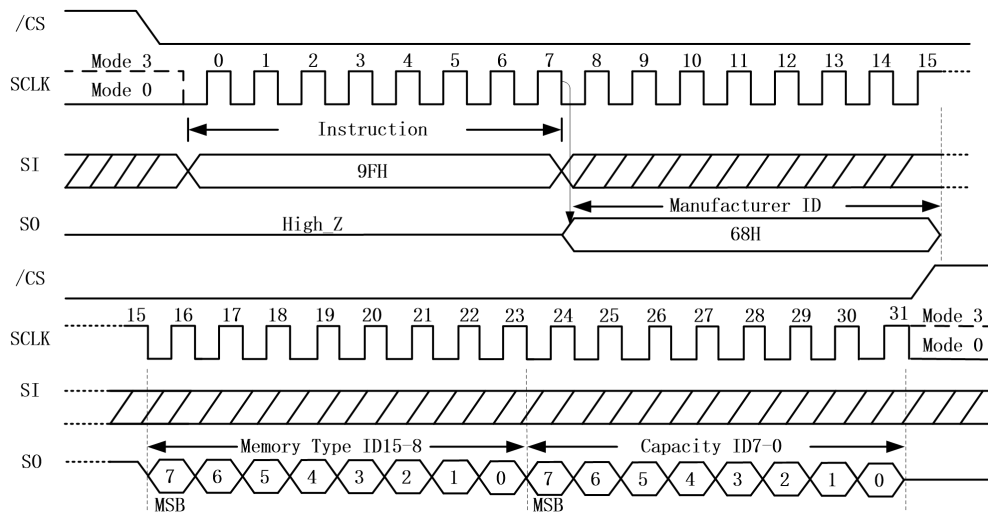 /CS
Mode 3
0 1 2 3 4 5 6 7 8 9 10 11 12 13 14 15
SCLK
Mode 0
Instruction
SI
9FH
Manufacturer ID
SO
High_Z
68H
/CS
15 16 17 18 19 20 21 22 23 24 25 26 27 28 29 30 31
Mode 3
SCLK
Mode 0
SI
Memory Type ID15-8
Capacity ID7-0
SO
7 6 5 4 3 2 1 0 7 6 5 4 3 2 1 0
MSB MSB